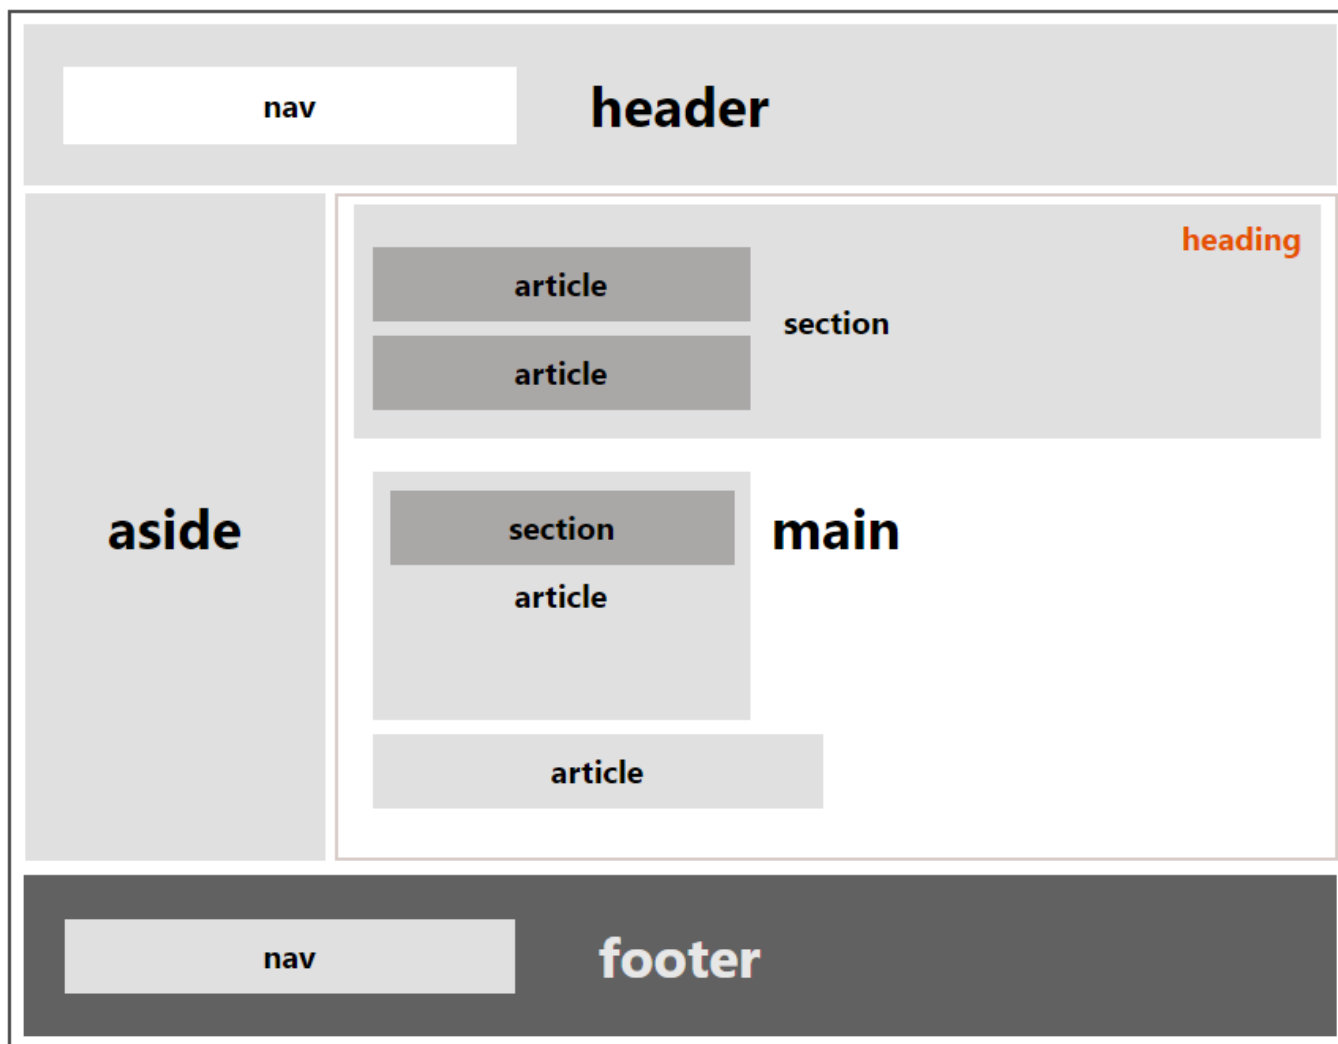 nav
header
heading
article
section
article
aside
section
main
article
article
nav
footer